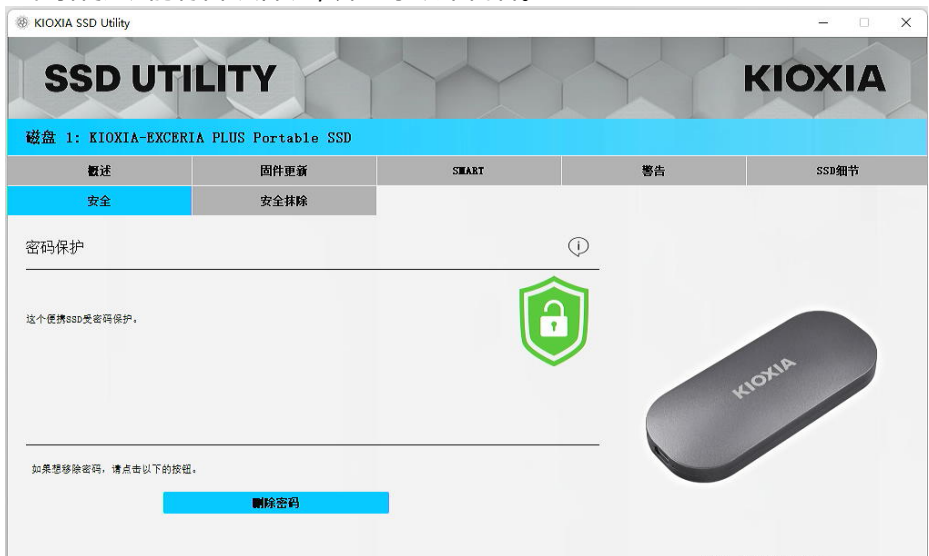 KIOXIA SSD Utility
SSD UTILITY
KIOXIA
磁盘 1: KIOXIA-EXCERIA PLUS Portable SSD
概述 固件更新 SMART 警告 SSD细节
安全 安全抹除
密码保护
这个便携SSD受密码保护。
KIOXIA
如果想移除密码，请点击以下的按钮。
删除密码